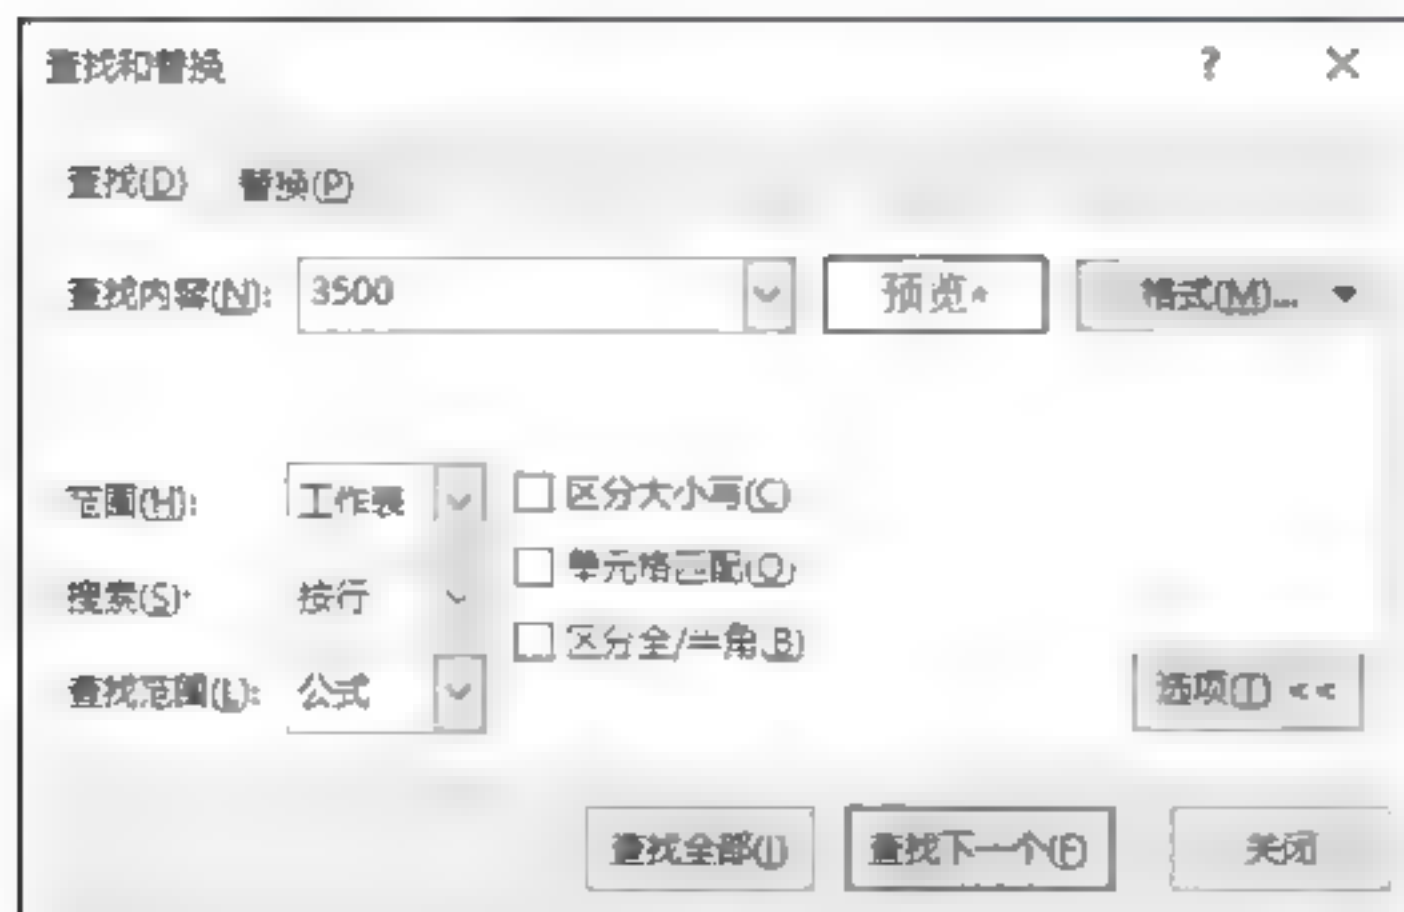 查找和替换 ? ×
查找(D) 替换(P)
查找内容(N): 3500 预览* 格式(M)...
范围(H): 工作表 区分大小写(C)
单元格匹配(O)
搜索(S): 按行
区分全/半角(B)
查找范围(L): 公式 选项(T) <<
查找全部(I) 查找下一个(F) 关闭